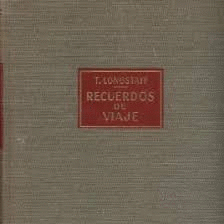 T. LONGSTAFF
RECUERDOS
DE
VIAJE